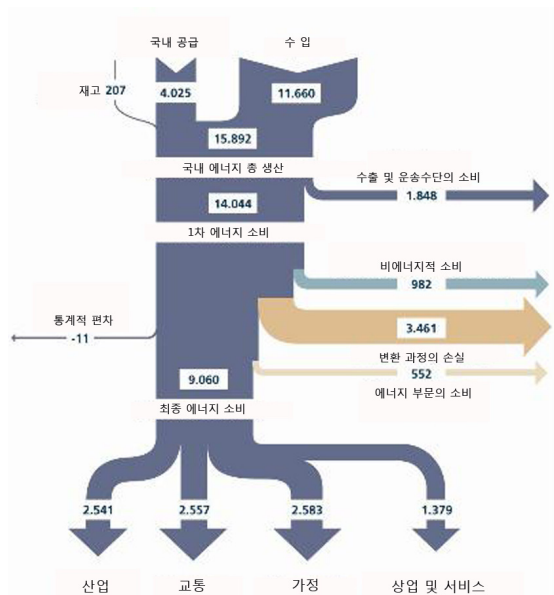 국내 공급
수 입
재고 207
4.025
11.660
15.892
국내 에너지 총 생산
수출 및 운송수단의 소비
14.044
1.848
1차 에너지 소비
비에너지적 소비
982
통계적 편차
-11
3.461
변환 과정의 손실
552
9.060
에너지 부문의 소비
최종 에너지 소비
2.541
2.557
2.583
1.379
산업
교통
가정
상업 및 서비스